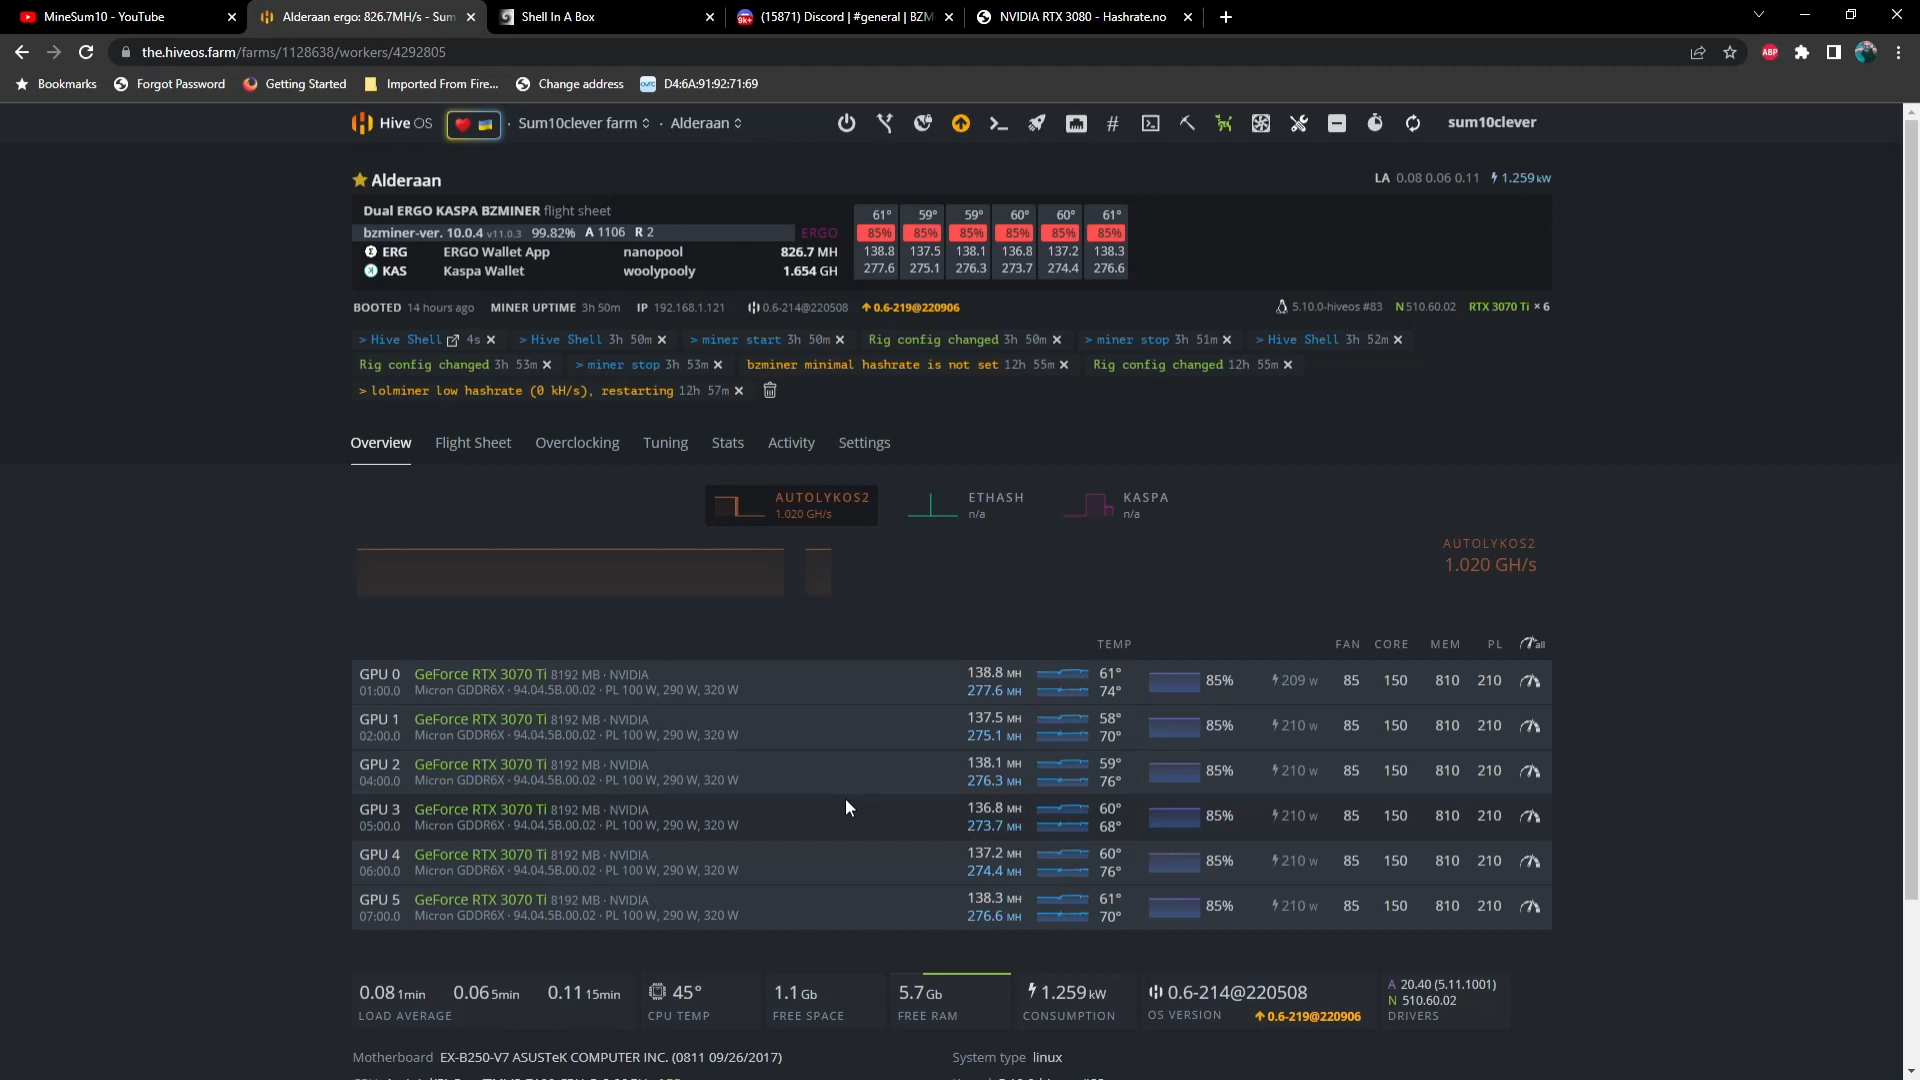 MineSum10 - YouTube
Alderaan ergo: 826.7MH/s - Sum
Shell In A Box
(15871) Discord | #general | BZM
NVIDIA RTX 3080 - Hashrate.no
the.hiveos.farm/farms/1128638/workers/4292805
ABP
Bookmarks
Forgot Password
Getting Started
Imported From Fire...
Change address
D4:6A:91:92:71:69
Hive OS
· Sum10clever farm
· Alderaan
sum10clever
Alderaan
LA 0.08 0.06 0.11
1.259 kW
Dual ERGO KASPA BZMINER flight sheet
bzminer-ver. 10.0.4 v11.0.3 99.82% A 1106 R 2
ERGO
ERG ERGO Wallet App nanopool 826.7 MH
KAS Kaspa Wallet woolypooly 1.654 GH
61° 59° 59° 60° 60° 61°
85% 85% 85% 85% 85% 85%
138.8 137.5 138.1 136.8 137.2 138.3
277.6 275.1 276.3 273.7 274.4 276.6
BOOTED 14 hours ago MINER UPTIME 3h 50m IP 192.168.1.121 0.6-214@220508 0.6-219@220906
5.10.0-hiveos #83 N 510.60.02 RTX 3070 Ti × 6
> Hive Shell 4s > Hive Shell 3h 50m > miner start 3h 50m Rig config changed 3h 50m > miner stop 3h 51m > Hive Shell 3h 52m
Rig config changed 3h 53m > miner stop 3h 53m bzminer minimal hashrate is not set 12h 55m Rig config changed 12h 55m
> lolminer low hashrate (0 kH/s), restarting 12h 57m
Overview Flight Sheet Overclocking Tuning Stats Activity Settings
AUTOLYKOS2
1.020 GH/s
ETHASH
n/a
KASPA
n/a
AUTOLYKOS2
1.020 GH/s
TEMP FAN CORE MEM PL all
GPU 0 GeForce RTX 3070 Ti 8192 MB · NVIDIA 138.8 MH 61°
01:00.0 Micron GDDR6X · 94.04.5B.00.02 · PL 100 W, 290 W, 320 W 277.6 MH 74°
85% 209 W 85 150 810 210
GPU 1 GeForce RTX 3070 Ti 8192 MB · NVIDIA 137.5 MH 58°
02:00.0 Micron GDDR6X · 94.04.5B.00.02 · PL 100 W, 290 W, 320 W 275.1 MH 70°
85% 210 W 85 150 810 210
GPU 2 GeForce RTX 3070 Ti 8192 MB · NVIDIA 138.1 MH 59°
04:00.0 Micron GDDR6X · 94.04.5B.00.02 · PL 100 W, 290 W, 320 W 276.3 MH 76°
85% 210 W 85 150 810 210
GPU 3 GeForce RTX 3070 Ti 8192 MB · NVIDIA 136.8 MH 60°
05:00.0 Micron GDDR6X · 94.04.5B.00.02 · PL 100 W, 290 W, 320 W 273.7 MH 68°
85% 210 W 85 150 810 210
GPU 4 GeForce RTX 3070 Ti 8192 MB · NVIDIA 137.2 MH 60°
06:00.0 Micron GDDR6X · 94.04.5B.00.02 · PL 100 W, 290 W, 320 W 274.4 MH 76°
85% 210 W 85 150 810 210
GPU 5 GeForce RTX 3070 Ti 8192 MB · NVIDIA 138.3 MH 61°
07:00.0 Micron GDDR6X · 94.04.5B.00.02 · PL 100 W, 290 W, 320 W 276.6 MH 70°
85% 210 W 85 150 810 210
0.08 1min 0.06 5min 0.11 15min
LOAD AVERAGE
45°
CPU TEMP
1.1 Gb
FREE SPACE
5.7 Gb
FREE RAM
1.259 kW
CONSUMPTION
0.6-214@220508
OS VERSION 0.6-219@220906
A 20.40 (5.11.1001)
N 510.60.02
DRIVERS
Motherboard EX-B250-V7 ASUSTeK COMPUTER INC. (0811 09/26/2017)
System type linux